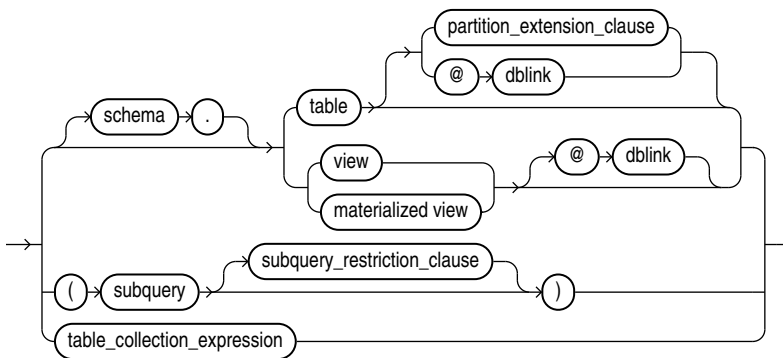 partition_extension_clause
@ dblink
schema . table
view @ dblink
materialized view
( subquery subquery_restriction_clause )
table_collection_expression